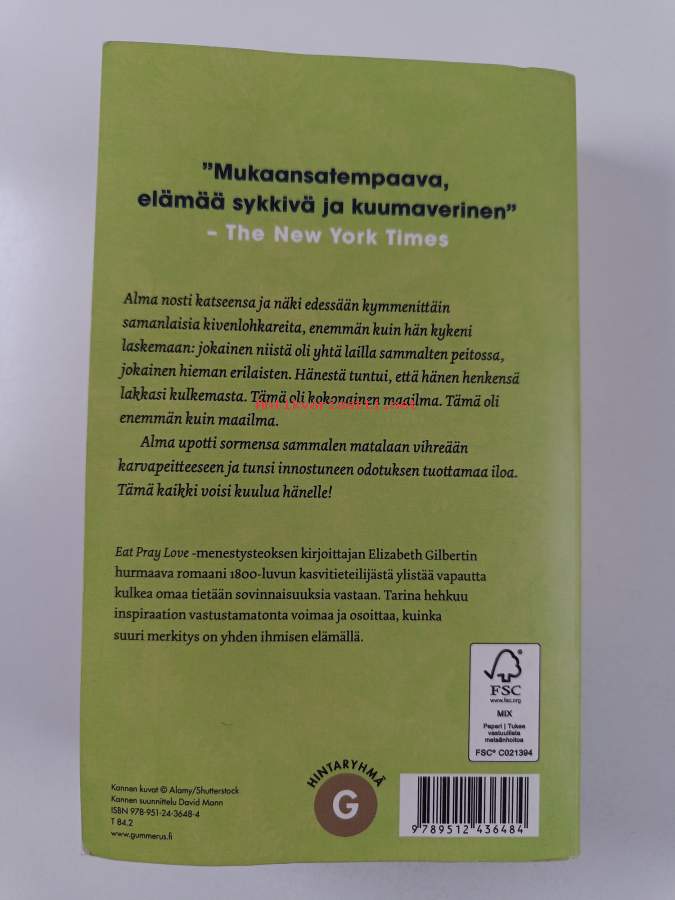 ”Mukaansatempaava,
elämää sykkivä ja kuumaverinen”
– The New York Times
Alma nosti katseensa ja näki edessään kymmenittäin
samanlaisia kivenlohkareita, enemmän kuin hän kykeni
laskemaan: jokainen niistä oli yhtä lailla sammalten peitossa,
jokainen hieman erilaisten. Hänestä tuntui, että hänen henkensä
lakkasi kulkemasta. Tämä oli kokonainen maailma. Tämä oli
enemmän kuin maailma.
Alma upotti sormensa sammalen matalaan vihreään
karvapeitteeseen ja tunsi innostuneen odotuksen tuottamaa iloa.
Tämä kaikki voisi kuulua hänelle!
Eat Pray Love -menestysteoksen kirjoittajan Elizabeth Gilbertin
hurmaava romaani 1800-luvun kasvitieteilijästä ylistää vapautta
kulkea omaa tietään sovinnaisuuksia vastaan. Tarina hehkuu
inspiraation vastustamatonta voimaa ja osoittaa, kuinka
suuri merkitys on yhden ihmisen elämällä.
FSC
www.fsc.org
MIX
Paperi | Tukee
vastuullista
metsänhoitoa
FSC® C021394
Kannen kuvat © Alamy/Shutterstock
Kannen suunnittelu David Mann
ISBN 978-951-24-3648-4
T 84.2
www.gummerus.fi
HINTARYHMÄ
G
9 789512 436484